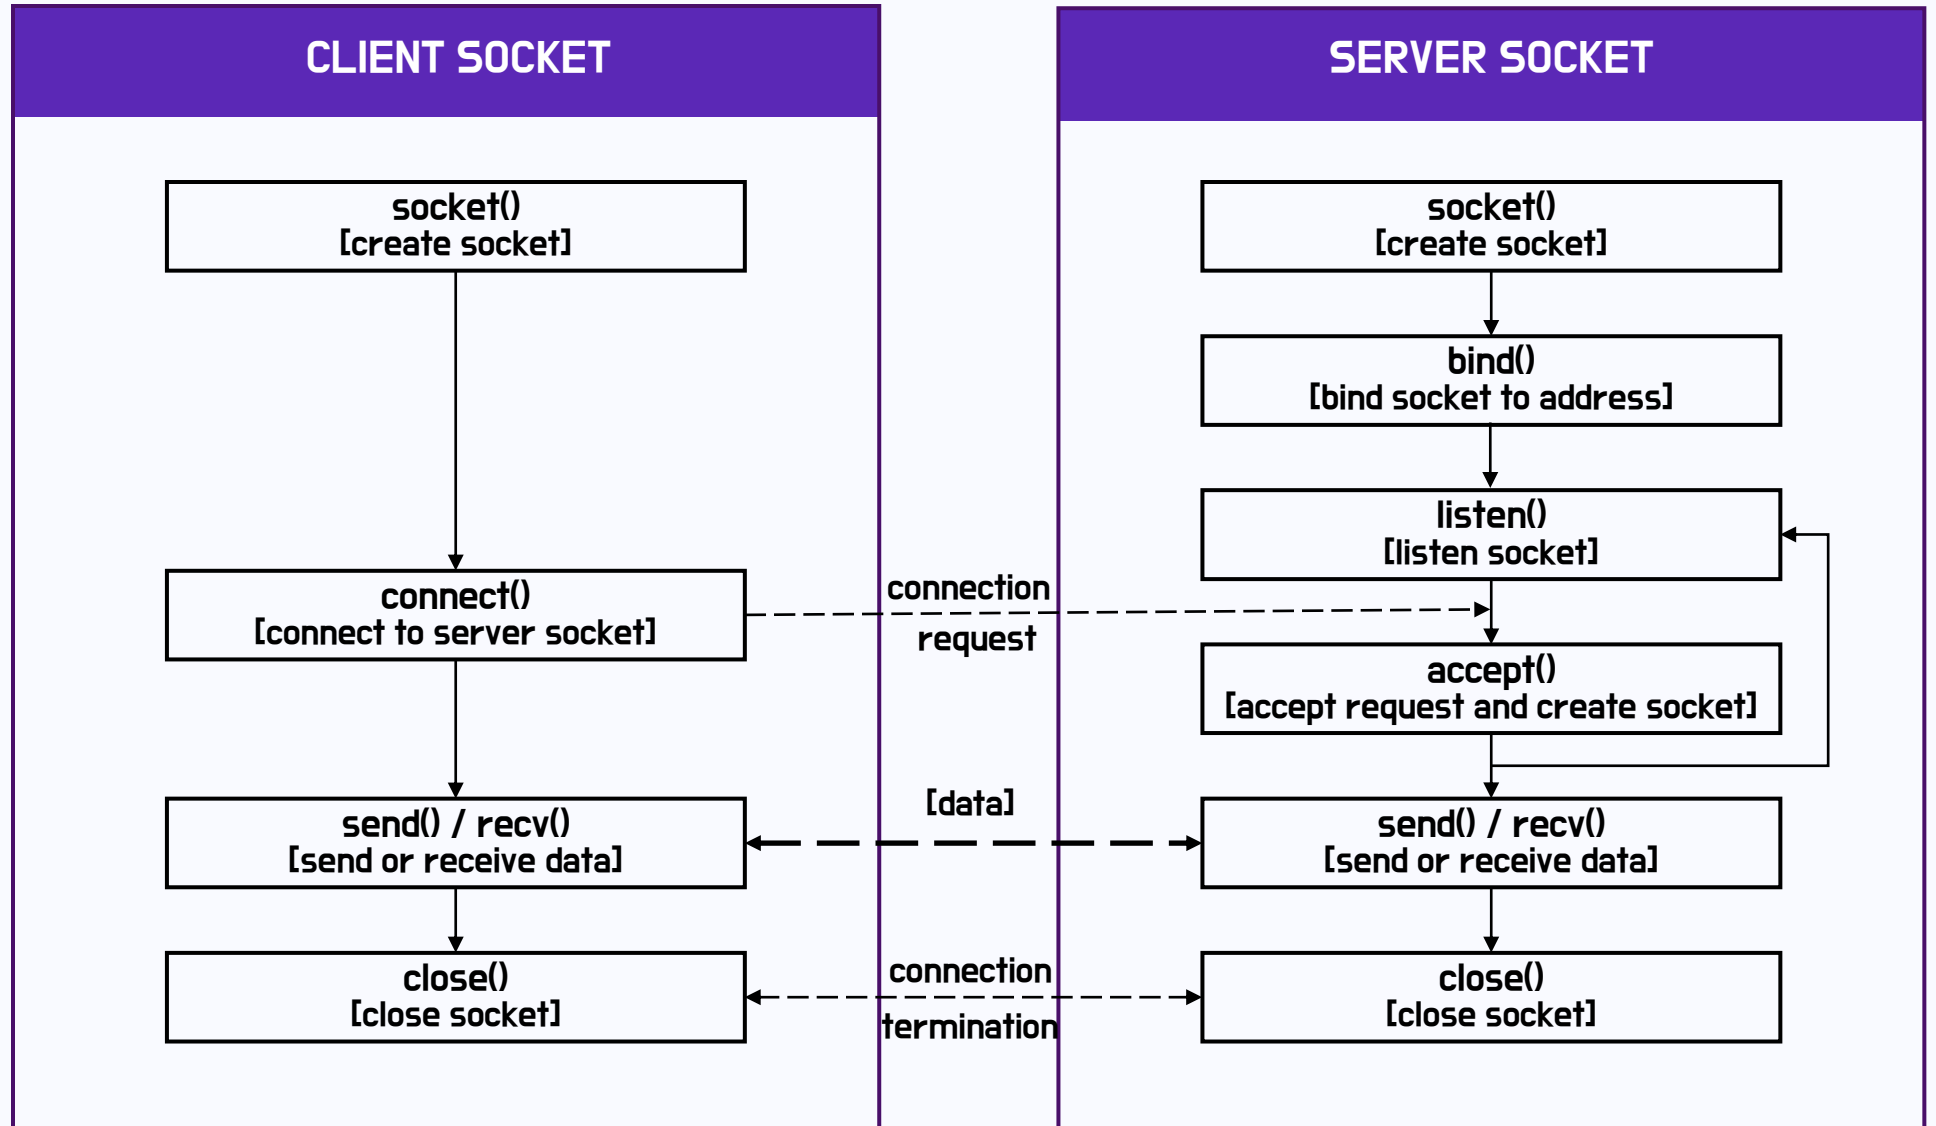 CLIENT SOCKET
socket()
[create socket]
connect()
[connect to server socket]
send() / recv()
[send or receive data]
close()
[close socket]
connection
request
[data]
connection
termination
SERVER SOCKET
socket()
[create socket]
bind()
[bind socket to address]
listen()
[listen socket]
accept()
[accept request and create socket]
send() / recv()
[send or receive data]
close()
[close socket]